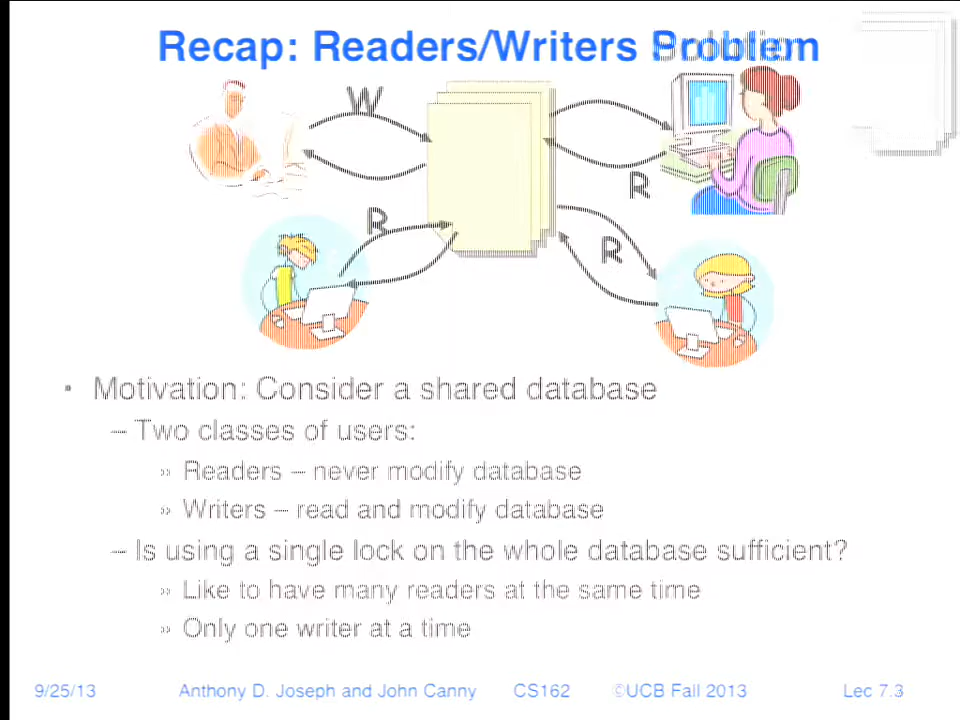 Recap: Readers/Writers Problem
W
R
R
R
• Motivation: Consider a shared database
– Two classes of users:
» Readers – never modify database
» Writers – read and modify database
– Is using a single lock on the whole database sufficient?
» Like to have many readers at the same time
» Only one writer at a time
9/25/13 Anthony D. Joseph and John Canny CS162 ©UCB Fall 2013 Lec 7.3